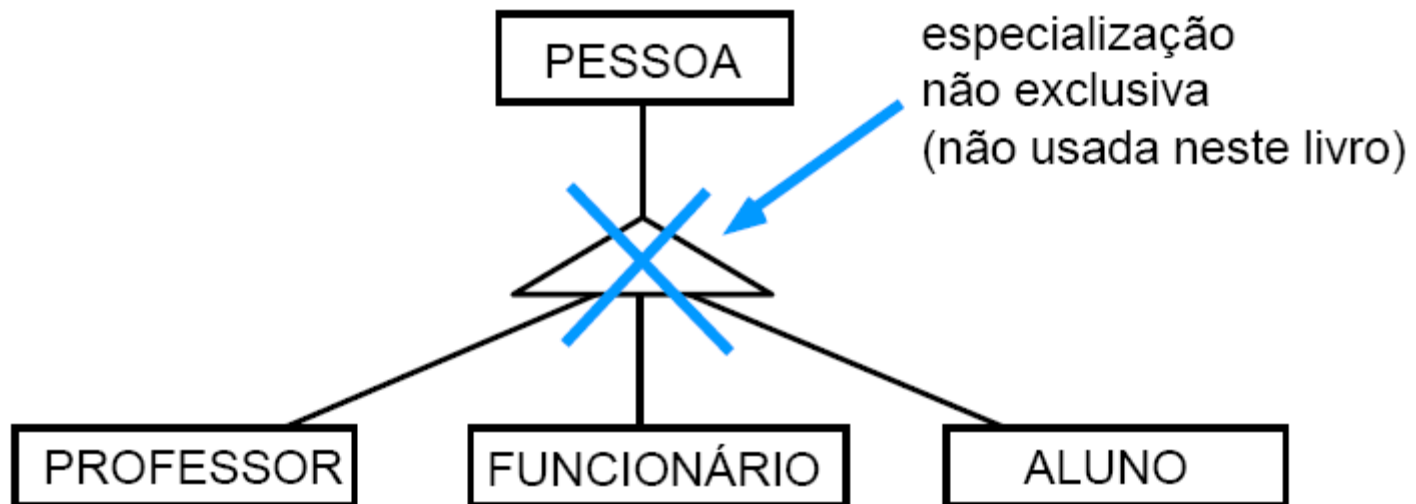 PESSOA
especialização
não exclusiva
(não usada neste livro)
PROFESSOR
FUNCIONÁRIO
ALUNO